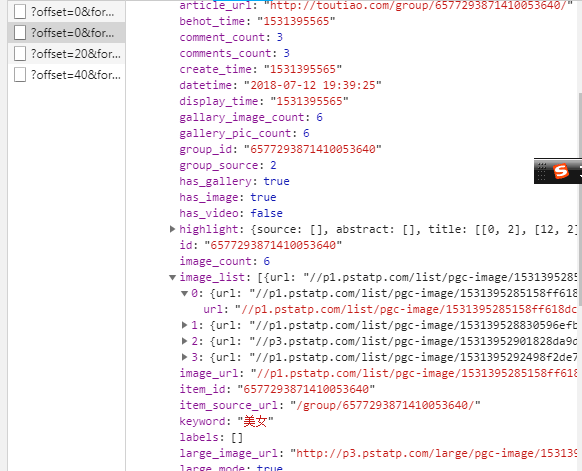 ?offset=0&for...
?offset=0&for...
?offset=20&for...
?offset=40&for...
article_url: "http://toutiao.com/group/6577293871410053640/"
behot_time: "1531395565"
comment_count: 3
comments_count: 3
create_time: "1531395565"
datetime: "2018-07-12 19:39:25"
display_time: "1531395565"
gallary_image_count: 6
gallery_pic_count: 6
group_id: "6577293871410053640"
group_source: 2
has_gallery: true
has_image: true
has_video: false
highlight: {source: [], abstract: [], title: [[0, 2], [12, 2]
id: "6577293871410053640"
image_count: 6
image_list: [{url: "//p1.pstatp.com/list/pgc-image/1531395285
0: {url: "//p1.pstatp.com/list/pgc-image/1531395285158ff618
url: "//p1.pstatp.com/list/pgc-image/1531395285158ff618dc
1: {url: "//p1.pstatp.com/list/pgc-image/153139528830596efb
2: {url: "//p3.pstatp.com/list/pgc-image/15313952901828da9d
3: {url: "//p1.pstatp.com/list/pgc-image/1531395292498f2de7
image_url: "//p1.pstatp.com/list/pgc-image/1531395285158ff618
item_id: "6577293871410053640"
item_source_url: "/group/6577293871410053640/"
keyword: "美女"
labels: []
large_image_url: "http://p3.pstatp.com/large/pgc-image/153139
large_mode: true
S